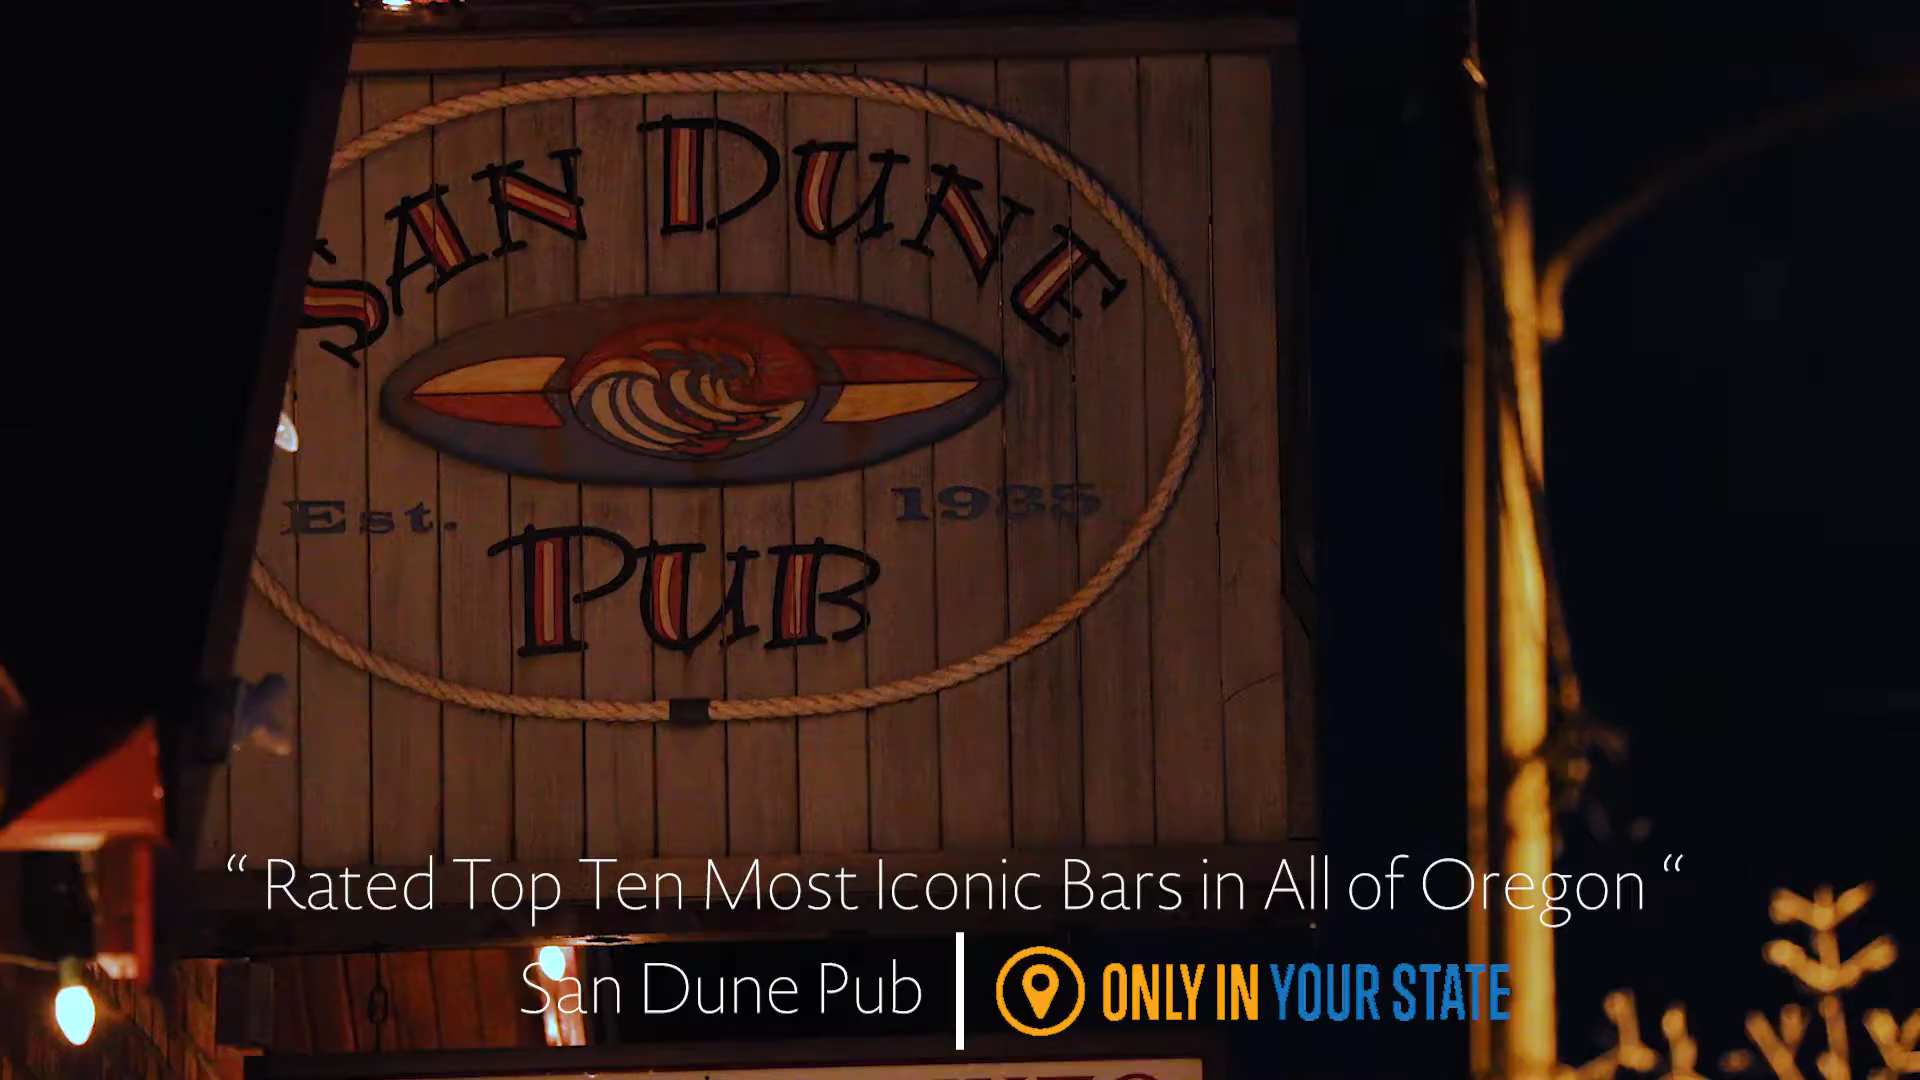 SAN DUNE
Est. 1935
PUB
“ Rated Top Ten Most Iconic Bars in All of Oregon “
San Dune Pub
ONLY IN YOUR STATE